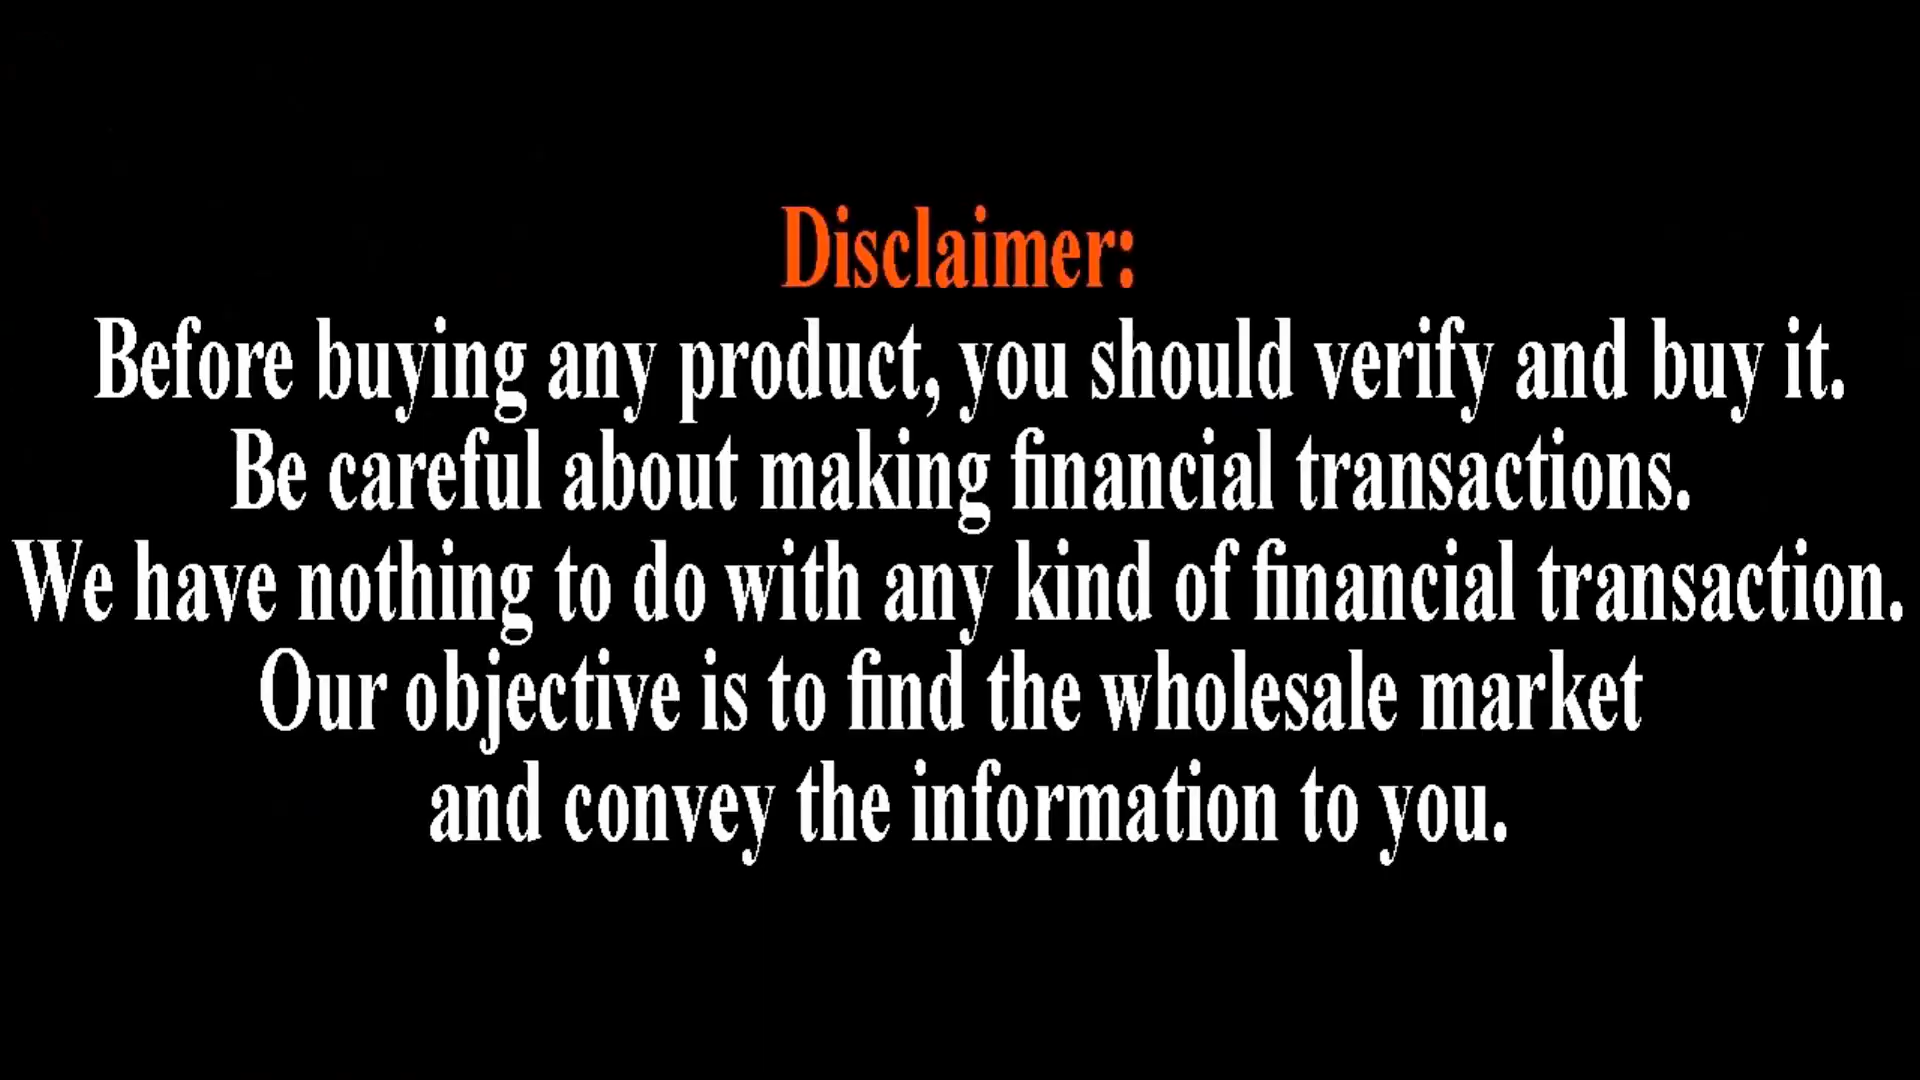 Disclaimer:
Before buying any product, you should verify and buy it.
Be careful about making financial transactions.
We have nothing to do with any kind of financial transaction.
Our objective is to find the wholesale market
and convey the information to you.